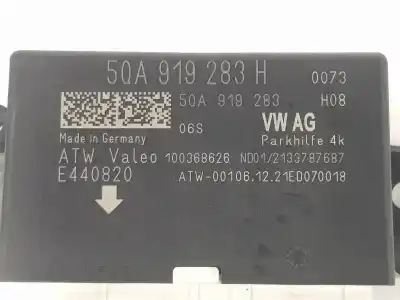 5QA 919 283 H 0073
5QA 919 283 H08
06S VW AG
Made in Germany Parkhilfe 4k
ATW Valeo 100368626 ND01/2133787687
E440820 ATW-00106.12.21ED070018